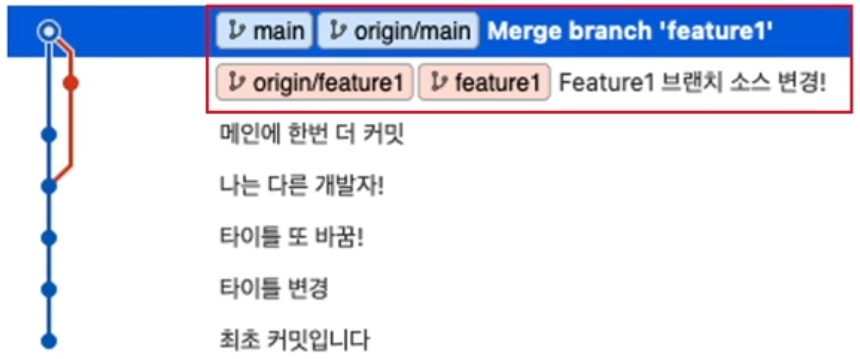 main origin/main Merge branch 'feature1'
origin/feature1 feature1 Feature1 브랜치 소스 변경!
메인에 한번 더 커밋
나는 다른 개발자!
타이틀 또 바꿈!
타이틀 변경
최초 커밋입니다